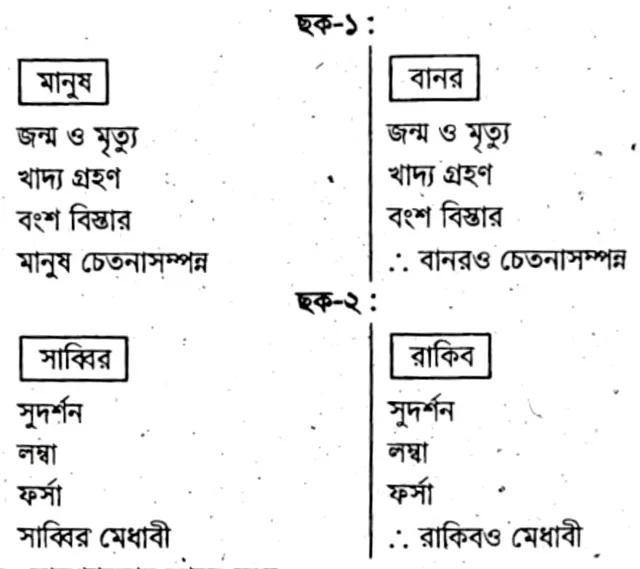 ছক-১ :
মানুষ
জন্ম ও মৃত্যু
খাদ্য গ্রহণ
বংশ বিস্তার
মানুষ চেতনাসম্পন্ন
বানর
জন্ম ও মৃত্যু
খাদ্য গ্রহণ
বংশ বিস্তার
∴ বানরও চেতনাসম্পন্ন
ছক-২ :
সাব্বির
সুদর্শন
লম্বা
ফর্সা
সাব্বির মেধাবী
রাকিব
সুদর্শন
লম্বা
ফর্সা
∴ রাকিবও মেধাবী